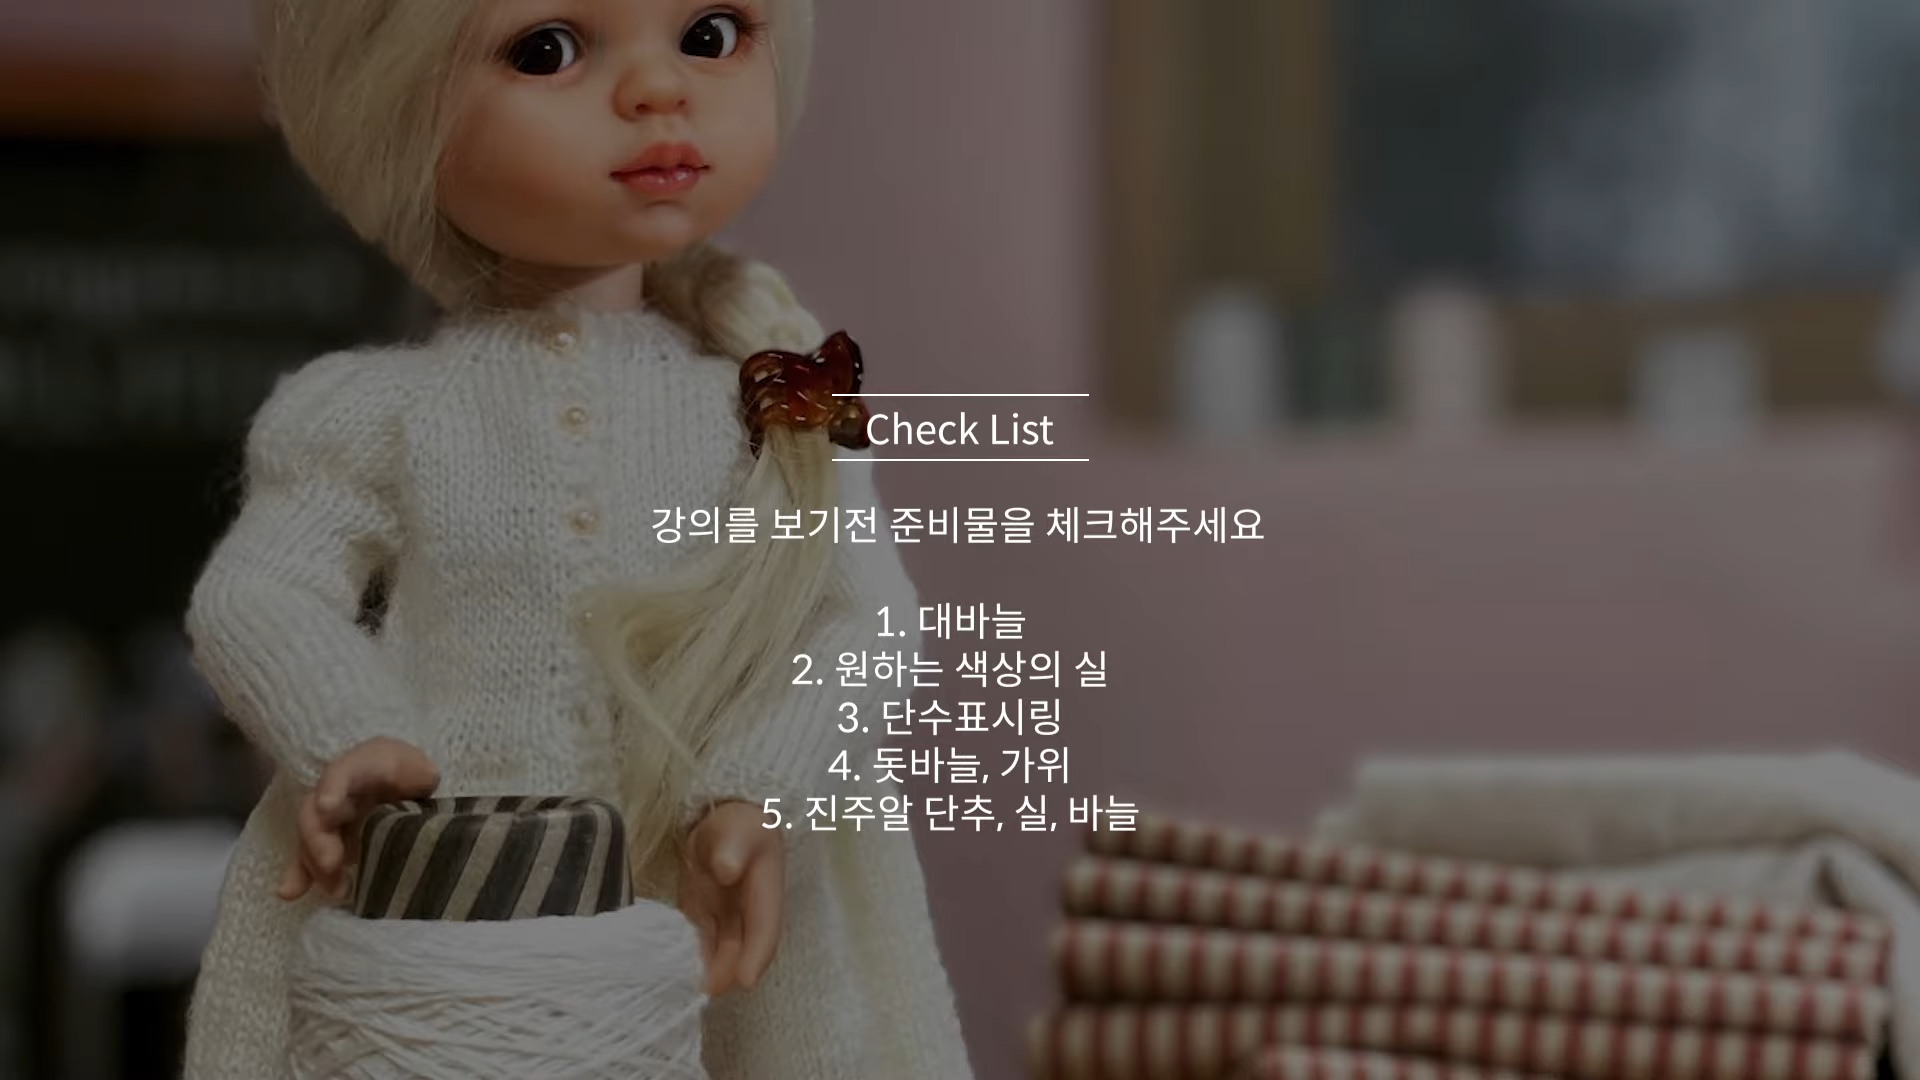 Check List
강의를 보기전 준비물을 체크해주세요
1. 대바늘
2. 원하는 색상의 실
3. 단수표시링
4. 돗바늘, 가위
5. 진주알 단추, 실, 바늘